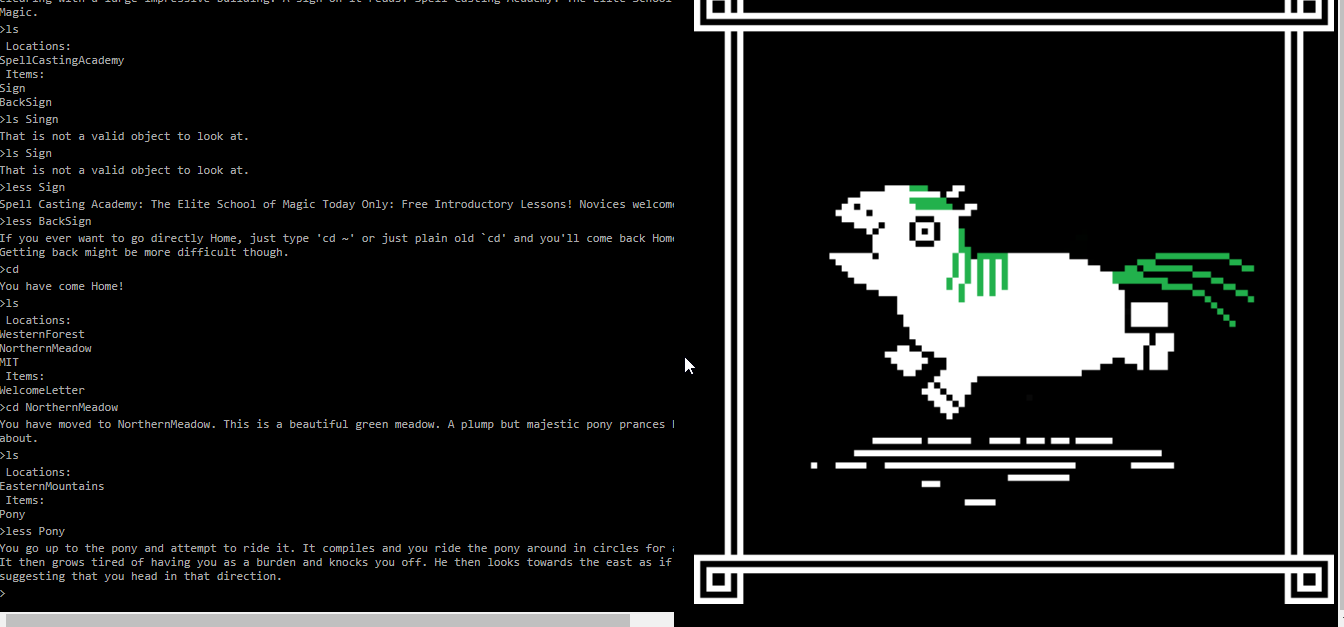 Magic.
>ls
Locations:
SpellCastingAcademy
Items:
Sign
BackSign
>ls Singn
That is not a valid object to look at.
>ls Sign
That is not a valid object to look at.
>less Sign
Spell Casting Academy: The Elite School of Magic Today Only: Free Introductory Lessons! Novices welcome
>less BackSign
If you ever want to go directly Home, just type 'cd ~' or just plain old `cd' and you'll come back Home
Getting back might be more difficult though.
>cd
You have come Home!
>ls
Locations:
WesternForest
NorthernMeadow
MIT
Items:
WelcomeLetter
>cd NorthernMeadow
You have moved to NorthernMeadow. This is a beautiful green meadow. A plump but majestic pony prances
about.
>ls
Locations:
EasternMountains
Items:
Pony
>less Pony
You go up to the pony and attempt to ride it. It compiles and you ride the pony around in circles for
It then grows tired of having you as a burden and knocks you off. He then looks towards the east as if
suggesting that you head in that direction.
>